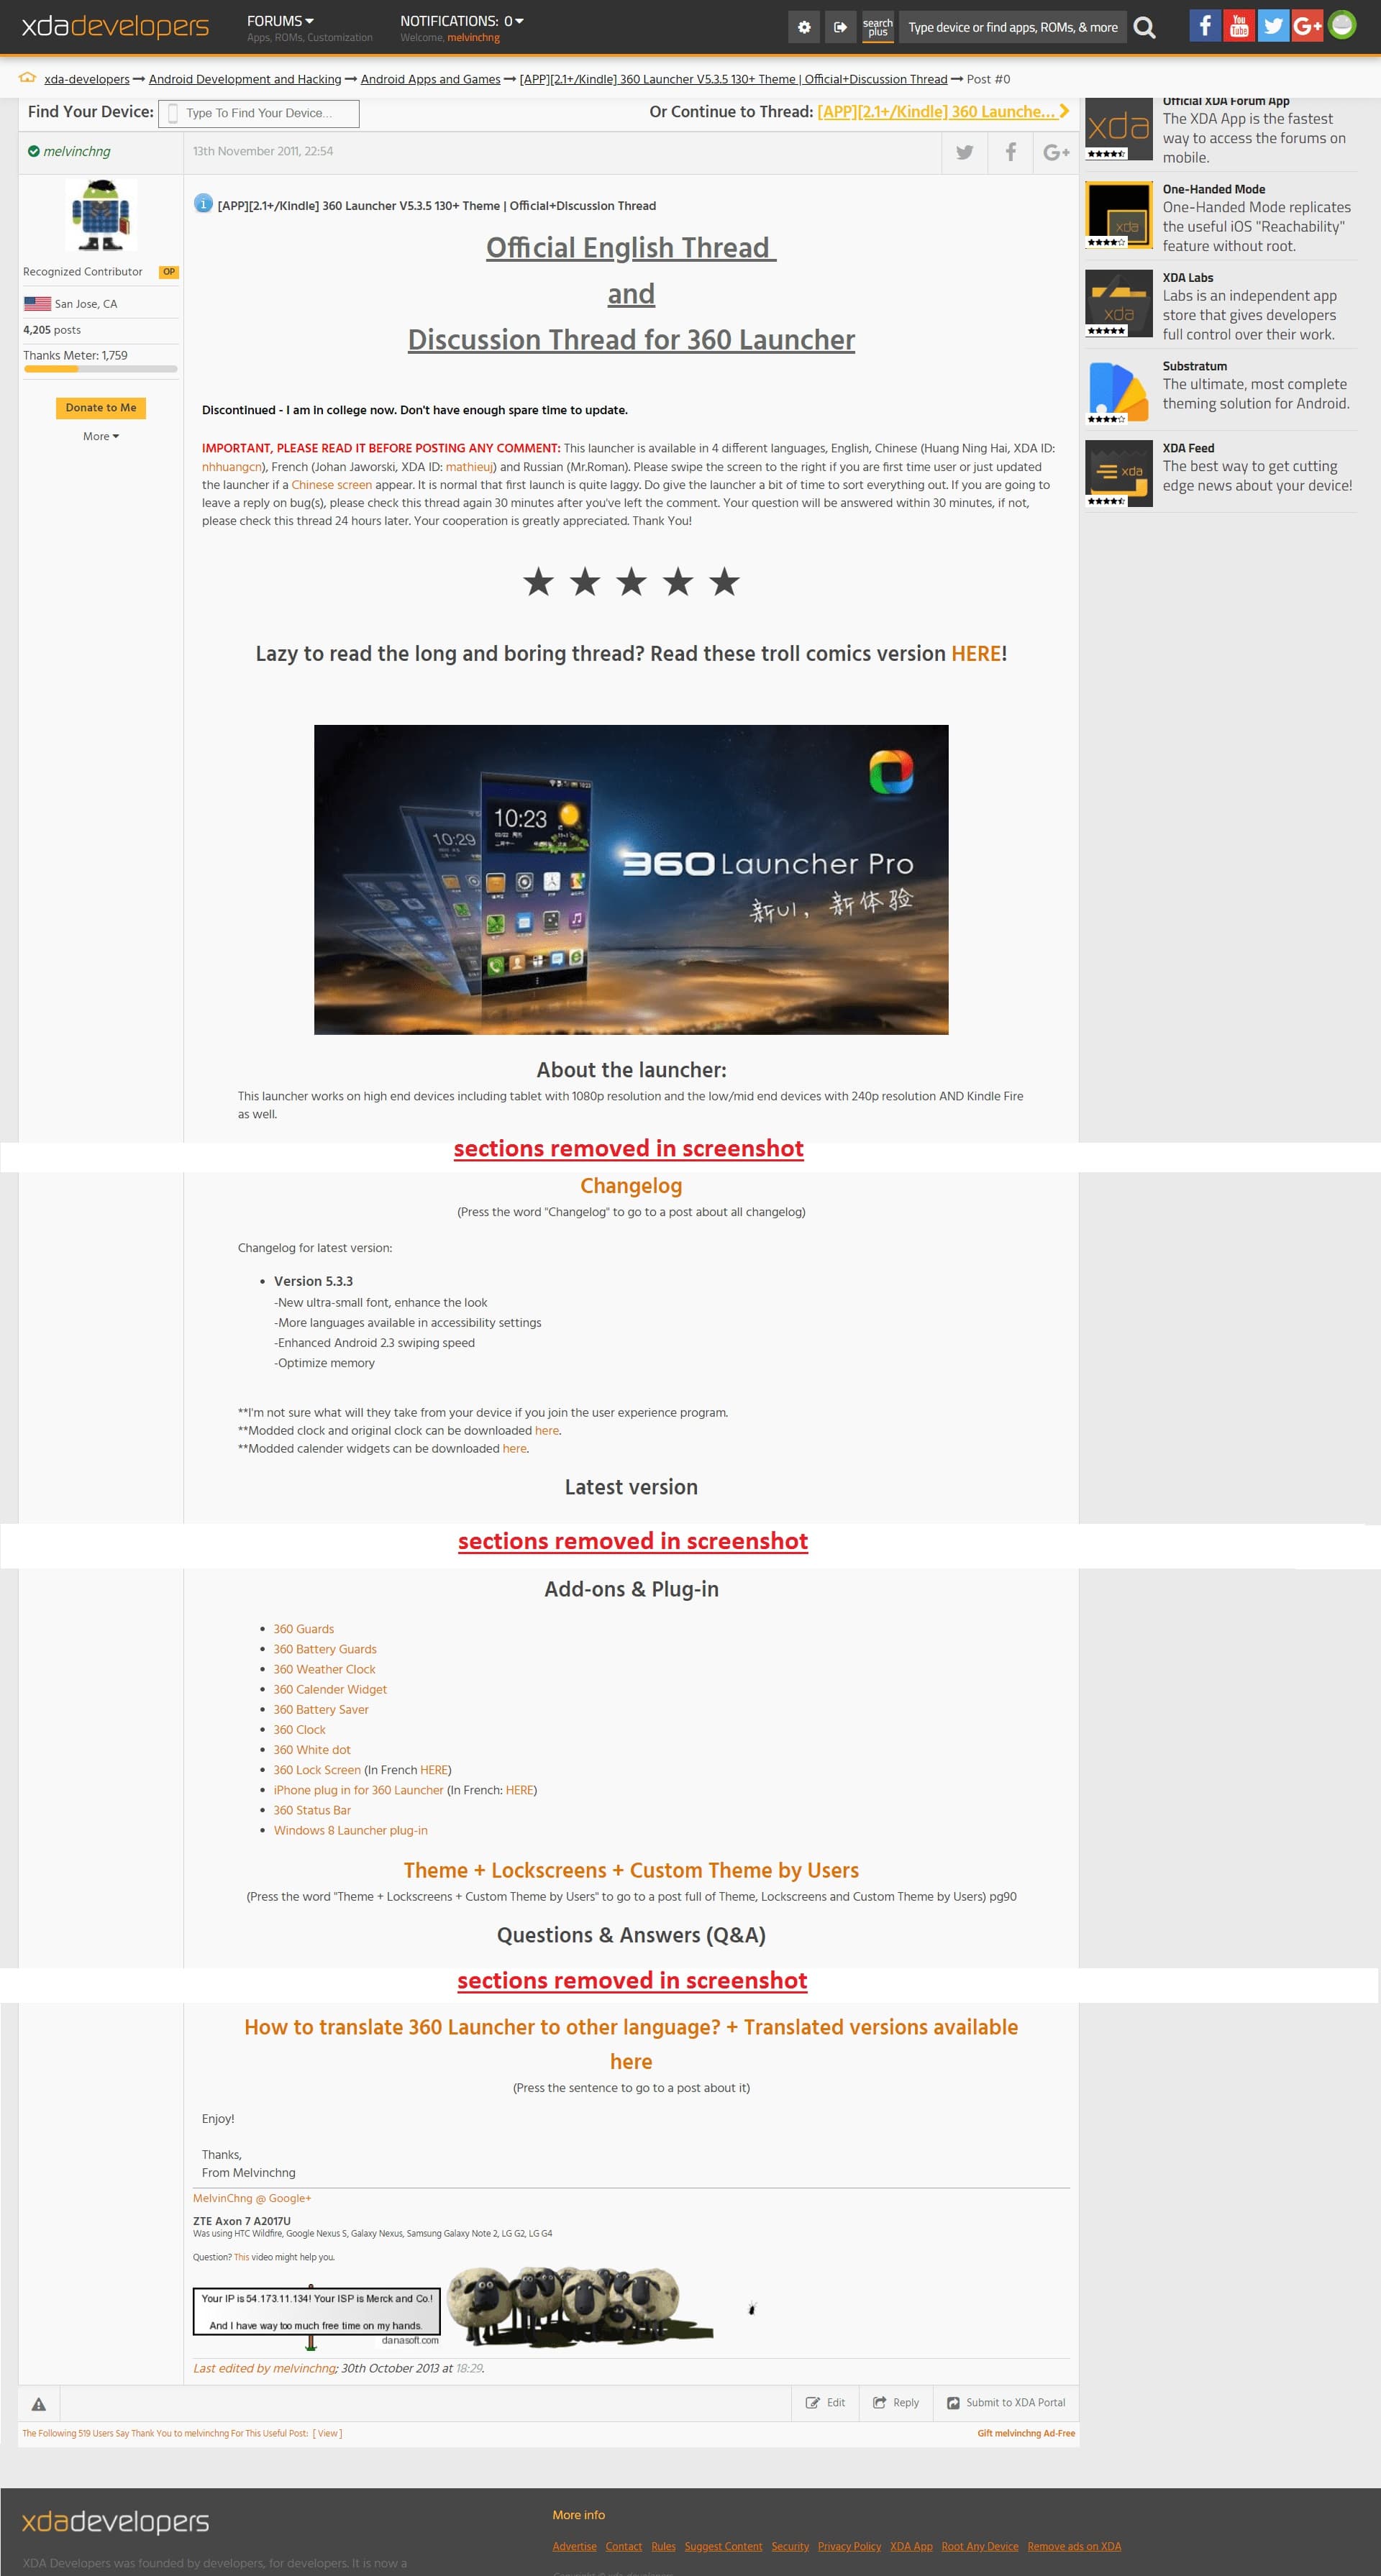 xdadevelopers
FORUMS
Apps, ROMs, Customization
NOTIFICATIONS: 0
Welcome, melvinchng
search
plus
Type device or find apps, ROMs, & more
You
Tube
G+
xda-developers → Android Development and Hacking → Android Apps and Games → [APP][2.1+/Kindle] 360 Launcher V5.3.5 130+ Theme | Official+Discussion Thread → Post #0
Find Your Device: Type To Find Your Device...
Or Continue to Thread: [APP][2.1+/Kindle] 360 Launche...
melvinchng
13th November 2011, 22:54
G+
Recognized Contributor OP
San Jose, CA
4,205 posts
Thanks Meter: 1,759
Donate to Me
More
[APP][2.1+/Kindle] 360 Launcher V5.3.5 130+ Theme | Official+Discussion Thread
Official English Thread
and
Discussion Thread for 360 Launcher
Discontinued - I am in college now. Don't have enough spare time to update.
IMPORTANT, PLEASE READ IT BEFORE POSTING ANY COMMENT: This launcher is available in 4 different languages, English, Chinese (Huang Ning Hai, XDA ID:
nhhuangcn), French (Johan Jaworski, XDA ID: mathieuj) and Russian (Mr.Roman). Please swipe the screen to the right if you are first time user or just updated
the launcher if a Chinese screen appear. It is normal that first launch is quite laggy. Do give the launcher a bit of time to sort everything out. If you are going to
leave a reply on bug(s), please check this thread again 30 minutes after you've left the comment. Your question will be answered within 30 minutes, if not,
please check this thread 24 hours later. Your cooperation is greatly appreciated. Thank You!
★ ★ ★ ★ ★
Lazy to read the long and boring thread? Read these troll comics version HERE!
10:29
10:23
360 Launcher Pro
新UI, 新体验
About the launcher:
This launcher works on high end devices including tablet with 1080p resolution and the low/mid end devices with 240p resolution AND Kindle Fire
as well.
sections removed in screenshot
Changelog
(Press the word "Changelog" to go to a post about all changelog)
Changelog for latest version:
• Version 5.3.3
-New ultra-small font, enhance the look
-More languages available in accessibility settings
-Enhanced Android 2.3 swiping speed
-Optimize memory
**I'm not sure what will they take from your device if you join the user experience program.
**Modded clock and original clock can be downloaded here.
**Modded calender widgets can be downloaded here.
Latest version
sections removed in screenshot
Add-ons & Plug-in
• 360 Guards
• 360 Battery Guards
• 360 Weather Clock
• 360 Calender Widget
• 360 Battery Saver
• 360 Clock
• 360 White dot
• 360 Lock Screen (In French HERE)
• iPhone plug in for 360 Launcher (In French: HERE)
• 360 Status Bar
• Windows 8 Launcher plug-in
Theme + Lockscreens + Custom Theme by Users
(Press the word "Theme + Lockscreens + Custom Theme by Users" to go to a post full of Theme, Lockscreens and Custom Theme by Users) pg90
Questions & Answers (Q&A)
sections removed in screenshot
How to translate 360 Launcher to other language? + Translated versions available
here
(Press the sentence to go to a post about it)
Enjoy!
Thanks,
From Melvinchng
MelvinChng @ Google+
ZTE Axon 7 A2017U
Was using HTC Wildfire, Google Nexus S, Galaxy Nexus, Samsung Galaxy Note 2, LG G2, LG G4
Question? This video might help you.
Your IP is 54.173.11.134! Your ISP is Merck and Co.!
And I have way too much free time on my hands.
danasoft.com
Last edited by melvinchng; 30th October 2013 at 18:29.
Edit
Reply
Submit to XDA Portal
The Following 519 Users Say Thank You to melvinchng For This Useful Post: [ View ]
Gift melvinchng Ad-Free
Official XDA Forum App
xda
The XDA App is the fastest
way to access the forums on
mobile.
One-Handed Mode
xda
One-Handed Mode replicates
the useful iOS "Reachability"
feature without root.
XDA Labs
xda
Labs is an independent app
store that gives developers
full control over their work.
Substratum
The ultimate, most complete
theming solution for Android.
XDA Feed
xda
The best way to get cutting
edge news about your device!
xdadevelopers
XDA Developers was founded by developers, for developers. It is now a
More info
Advertise Contact Rules Suggest Content Security Privacy Policy XDA App Root Any Device Remove ads on XDA